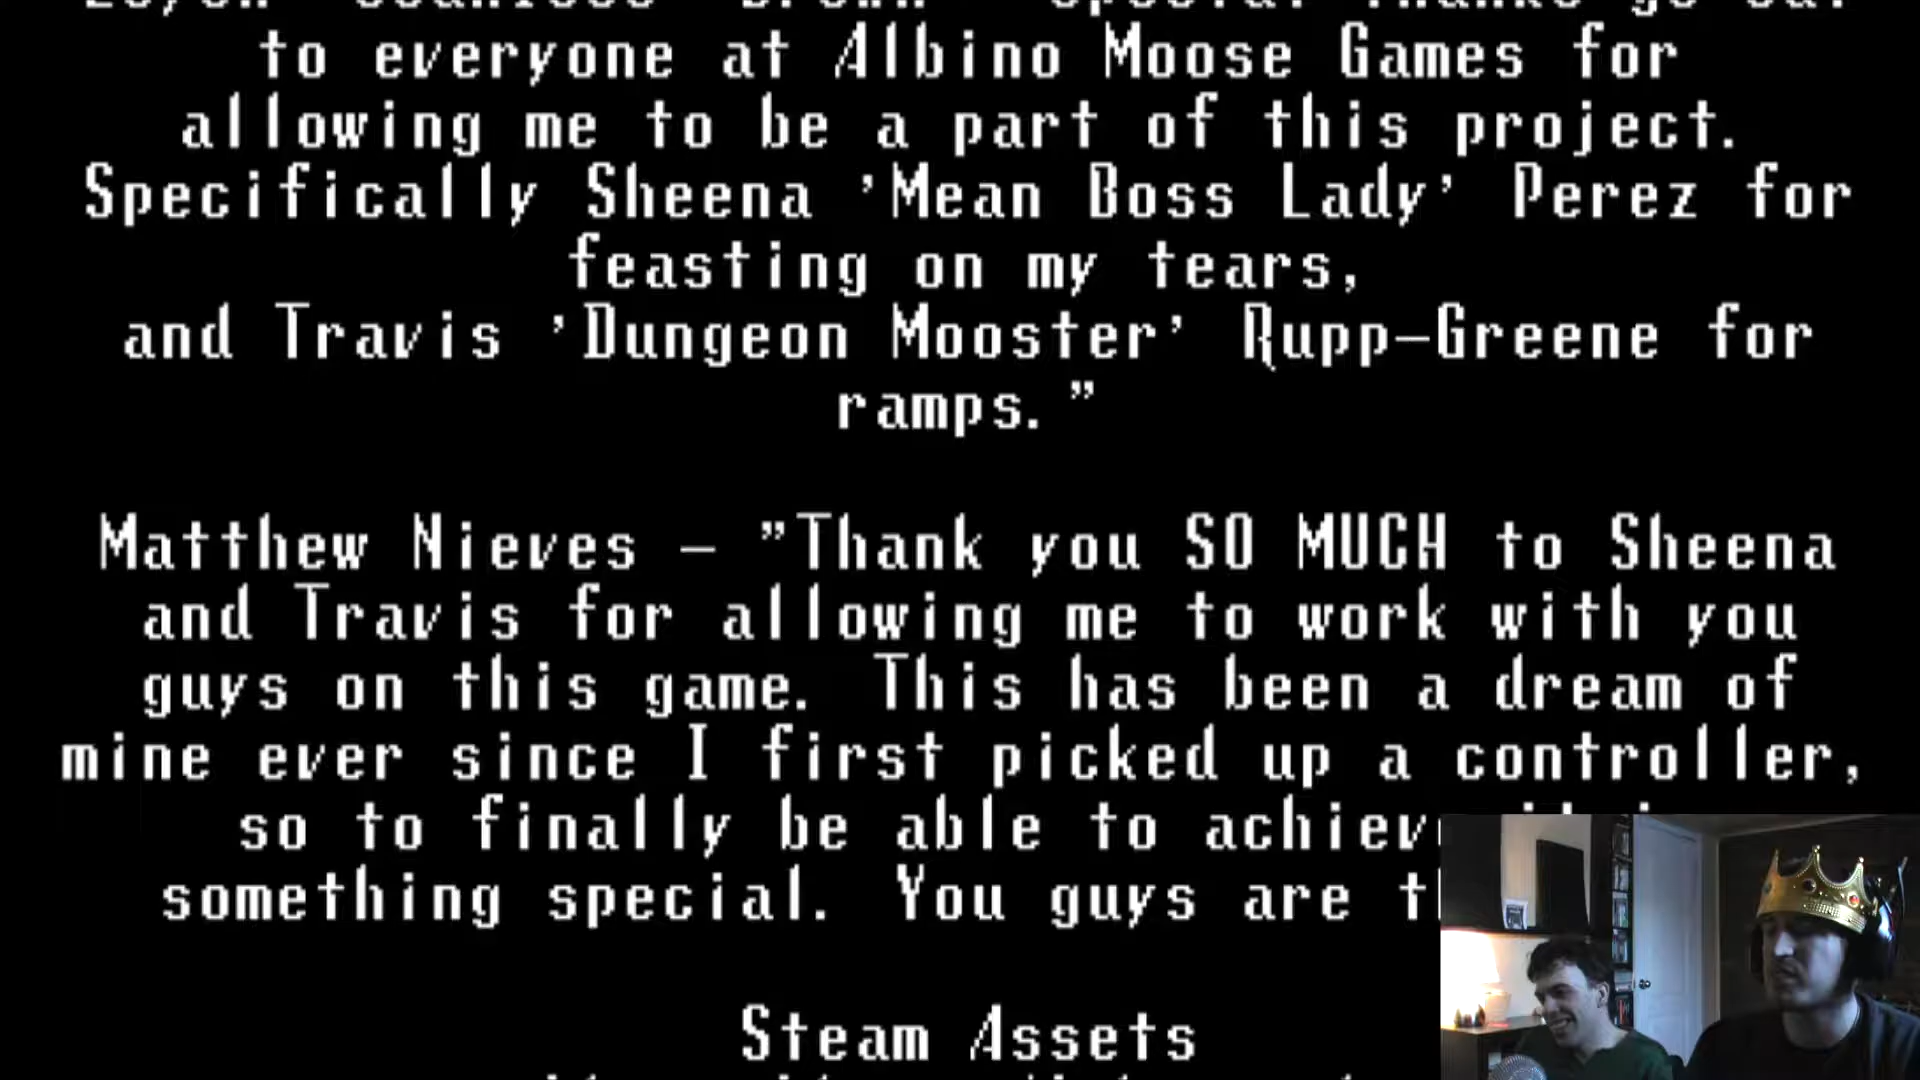 to everyone at Albino Moose Games for
allowing me to be a part of this project.
Specifically Sheena 'Mean Boss Lady' Perez for
feasting on my tears,
and Travis 'Dungeon Mooster' Rupp-Greene for
ramps."
Matthew Nieves - "Thank you SO MUCH to Sheena
and Travis for allowing me to work with you
guys on this game. This has been a dream of
mine ever since I first picked up a controller,
so to finally be able to
something special. You guys are
Steam Assets